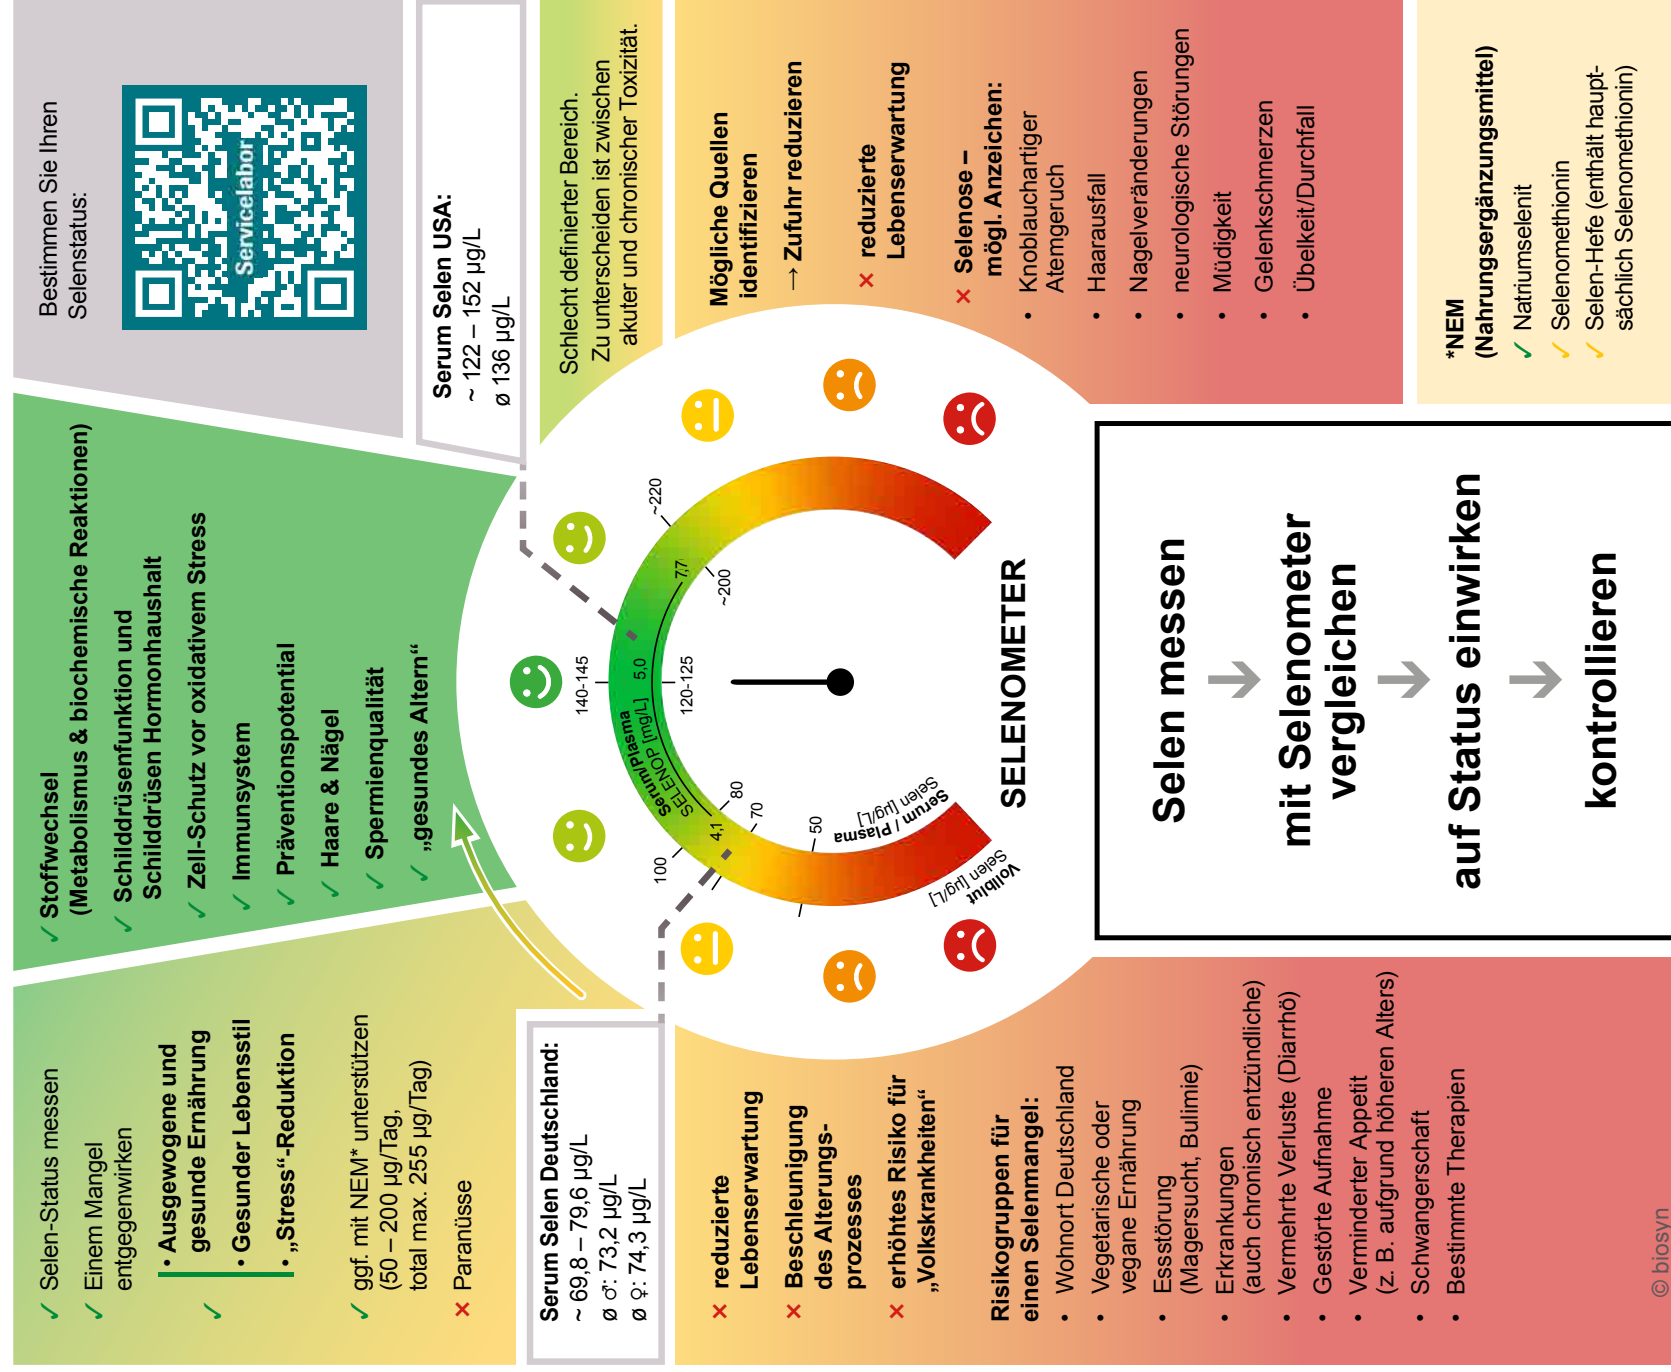 Selen-Status messen
Einem Mangel
entgegenwirken
• Ausgewogene und
gesunde Ernährung
• Gesunder Lebensstil
• „Stress“-Reduktion
ggf. mit NEM* unterstützen
(50 – 200 µg/Tag,
total max. 255 µg/Tag)
Paranüsse
Stoffwechsel
(Metabolismus & biochemische Reaktionen)
Schilddrüsenfunktion und
Schilddrüsen Hormonhaushalt
Zell-Schutz vor oxidativem Stress
Immunsystem
Präventionspotential
Haare & Nägel
Spermienqualität
„gesundes Altern“
Bestimmen Sie Ihren
Selenstatus:
Servicelabor
Serum Selen USA:
~ 122 – 152 µg/L
ø 136 µg/L
Serum Selen Deutschland:
~ 69,8 – 79,6 µg/L
ø ♂: 73,2 µg/L
ø ♀: 74,3 µg/L
Schlecht definierter Bereich.
Zu unterscheiden ist zwischen
akuter und chronischer Toxizität.
140-145
100
~220
Serum/Plasma
SELENOP [mg/L]
4,1
5,0
7,7
120-125
80
70
50
~200
Vollblut
Selen [µg/L]
Serum / Plasma
Selen [µg/L]
SELENOMETER
× reduzierte
Lebenserwartung
× Beschleunigung
des Alterungs-
prozesses
× erhöhtes Risiko für
„Volkskrankheiten“
Risikogruppen für
einen Selenmangel:
• Wohnort Deutschland
• Vegetarische oder
vegane Ernährung
• Essstörung
(Magersucht, Bulimie)
• Erkrankungen
(auch chronisch entzündliche)
• Vermehrte Verluste (Diarrhö)
• Gestörte Aufnahme
• Verminderter Appetit
(z. B. aufgrund höheren Alters)
• Schwangerschaft
• Bestimmte Therapien
Selen messen
mit Selenometer
vergleichen
auf Status einwirken
kontrollieren
Mögliche Quellen
identifizieren
→ Zufuhr reduzieren
× reduzierte
Lebenserwartung
× Selenose –
mögl. Anzeichen:
• Knoblauchartiger
Atemgeruch
• Haarausfall
• Nagelveränderungen
• neurologische Störungen
• Müdigkeit
• Gelenkschmerzen
• Übelkeit/Durchfall
*NEM
(Nahrungsergänzungsmittel)
Natriumselenit
Selenomethionin
Selen-Hefe (enthält haupt-
sächlich Selenomethionin)
© biosyn